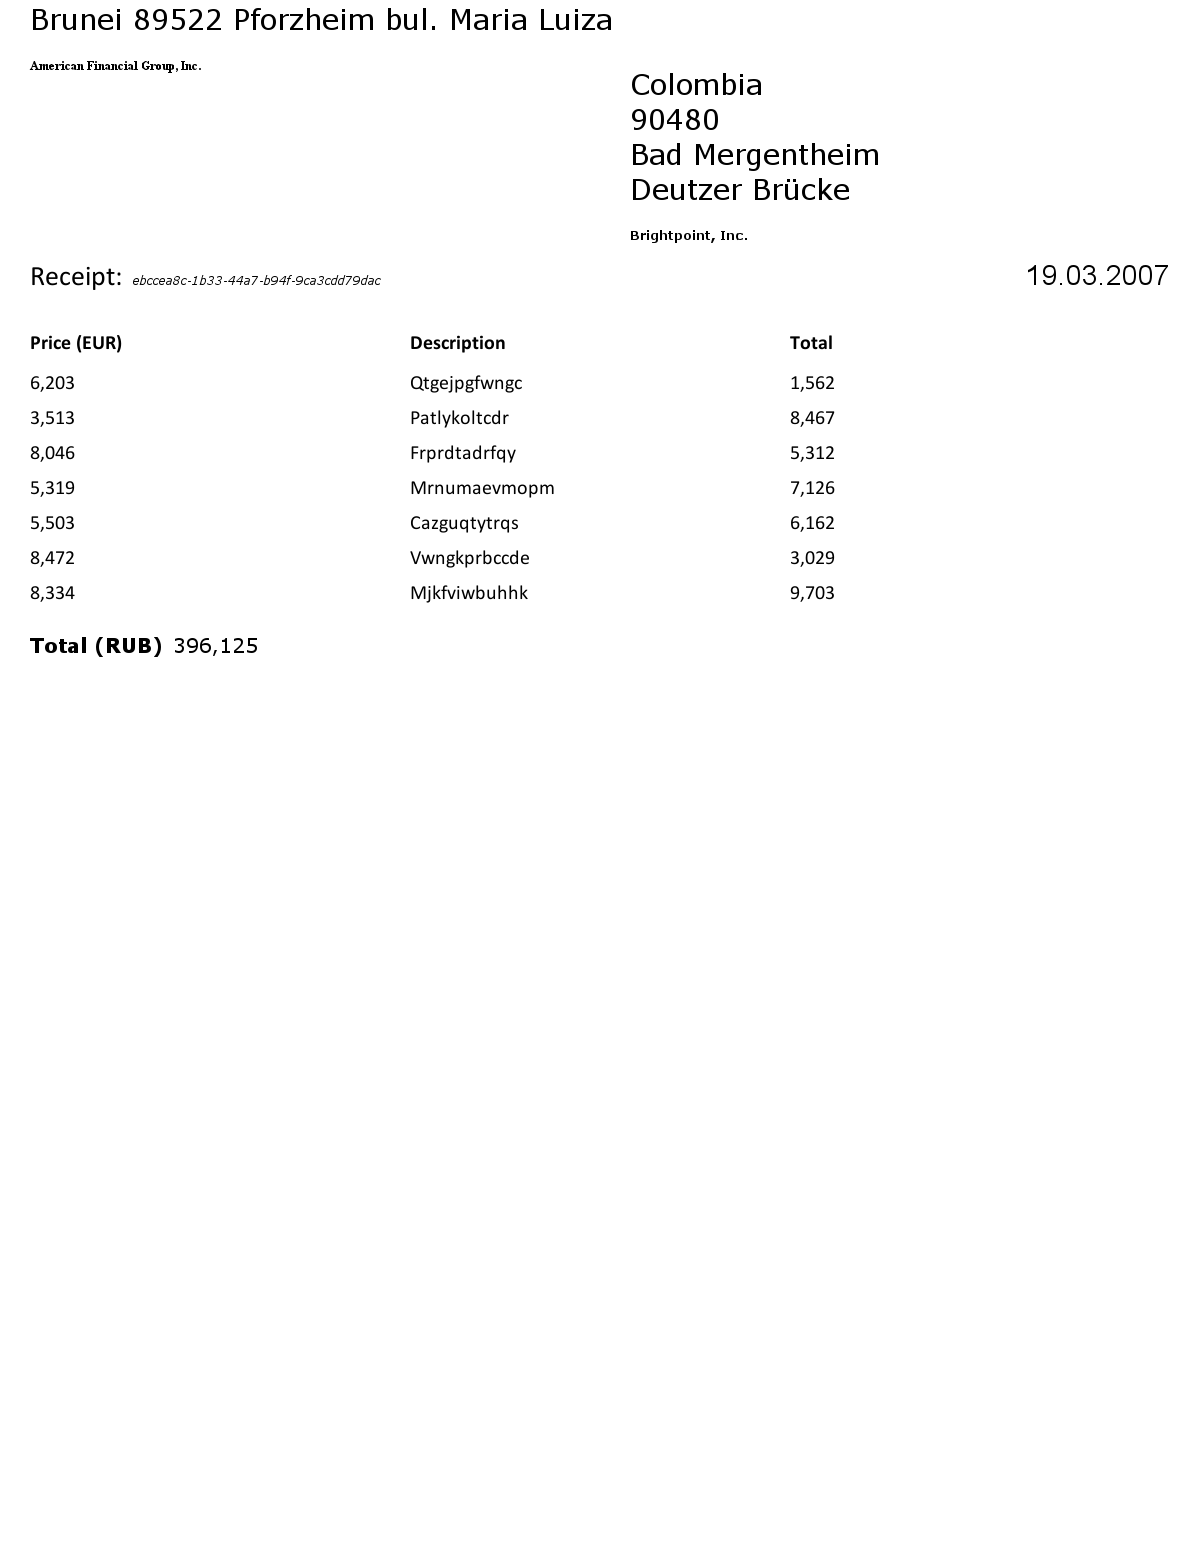 Brunei 89522 Pforzheim bul. Maria Luiza
American Financial Group, Inc.
Colombia
90480
Bad Mergentheim
Deutzer Brücke
Brightpoint, Inc.
Receipt: ebccea8c-1b33-44a7-b94f-9ca3cdd79dac 19.03.2007
Price (EUR) Description Total
6,203 Qtgejpgfwngc 1,562
3,513 Patlykoltcdr 8,467
8,046 Frprdtadrfqy 5,312
5,319 Mrnumaevmopm 7,126
5,503 Cazguqtytrqs 6,162
8,472 Vwngkprbccde 3,029
8,334 Mjkfviwbuhhk 9,703
Total (RUB) 396,125